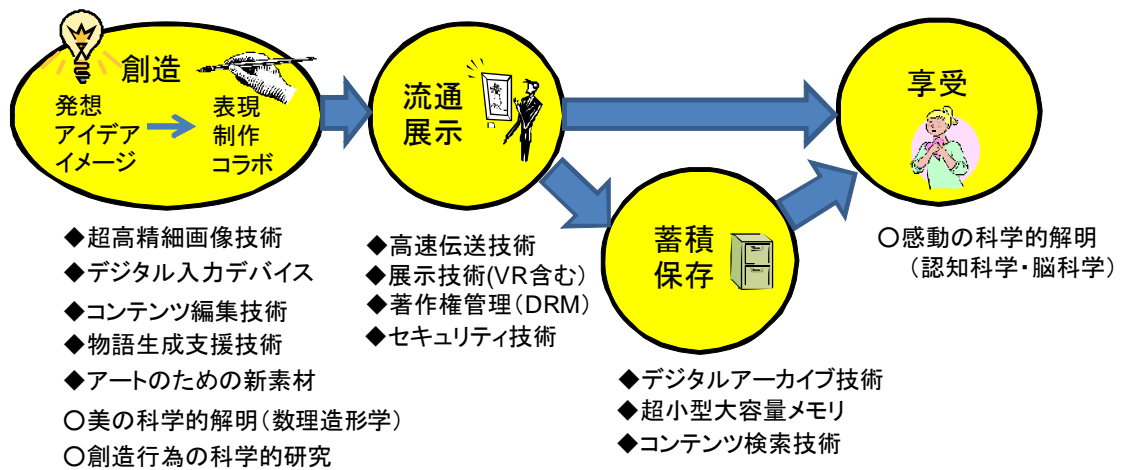 創造
発想
アイデア
イメージ
表現
制作
コラボ
◆超高精細画像技術
◆デジタル入力デバイス
◆コンテンツ編集技術
◆物語生成支援技術
◆アートのための新素材
○美の科学的解明(数理造形学)
○創造行為の科学的研究
流通
展示
◆高速伝送技術
◆展示技術(VR含む)
◆著作権管理(DRM)
◆セキュリティ技術
蓄積
保存
◆デジタルアーカイブ技術
◆超小型大容量メモリ
◆コンテンツ検索技術
享受
○感動の科学的解明
(認知科学・脳科学)